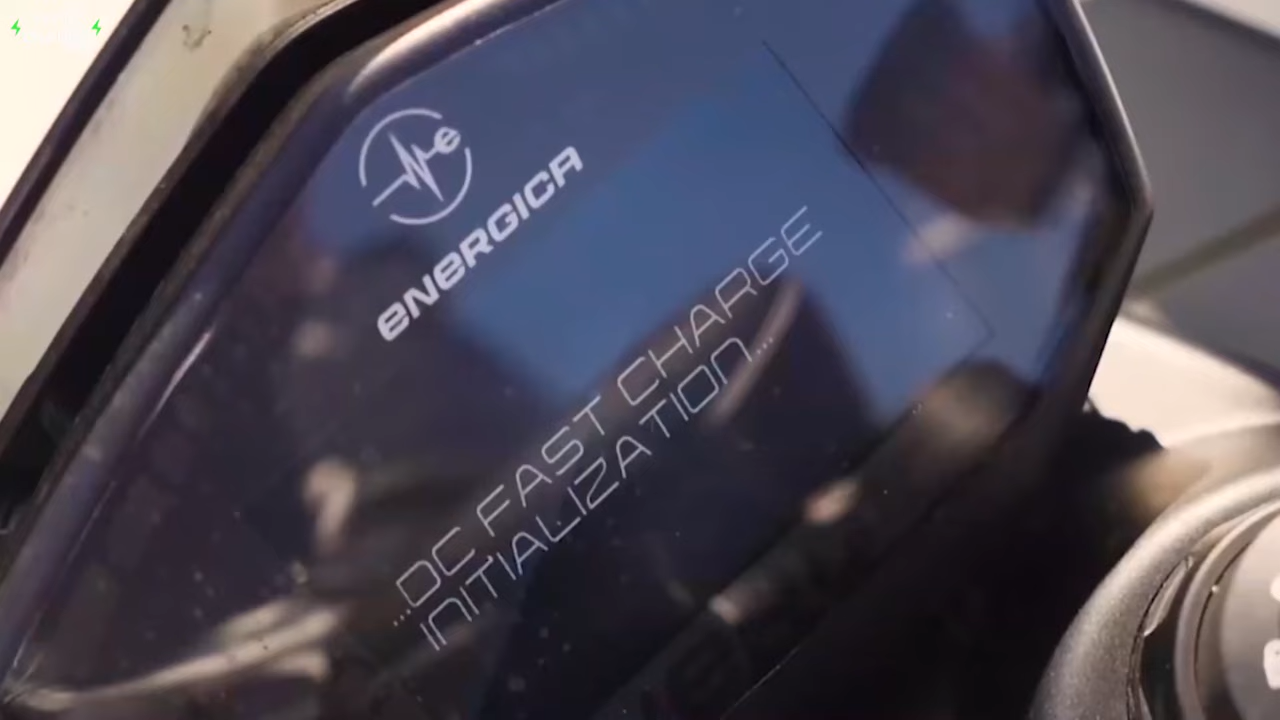 e
ENERGICA
...DC FAST CHARGE
INITIALIZATION...